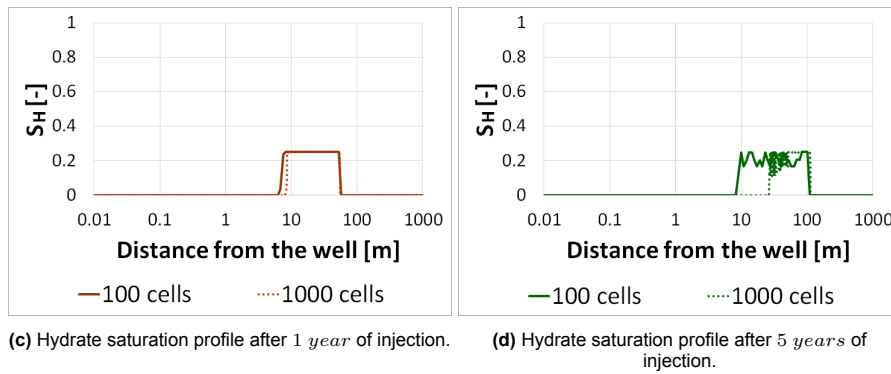 1
0.8
0.6
0.4
0.2
0
SH [-]
0.01 0.1 1 10 100 1000
Distance from the well [m]
100 cells 1000 cells
(c) Hydrate saturation profile after 1 year of injection.
1
0.8
0.6
0.4
0.2
0
SH [-]
0.01 0.1 1 10 100 1000
Distance from the well [m]
100 cells 1000 cells
(d) Hydrate saturation profile after 5 years of
injection.